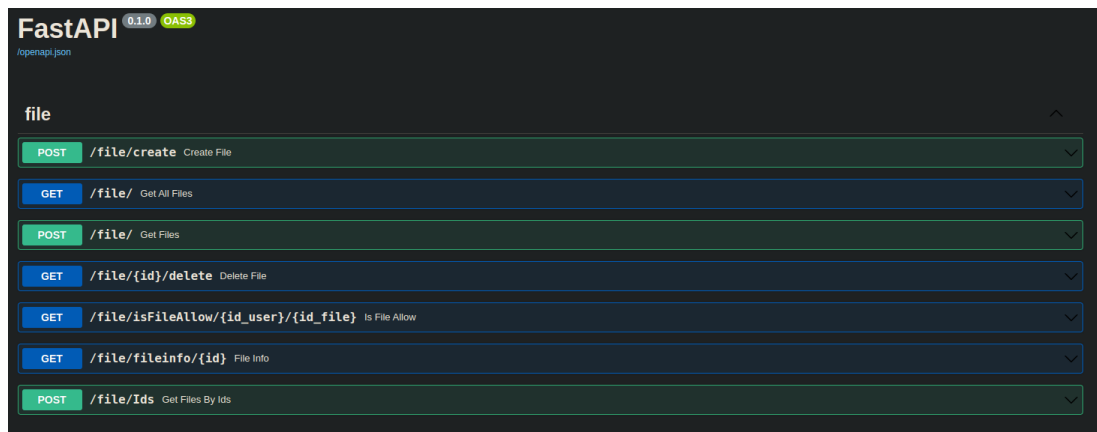 FastAPI 0.1.0 OAS3
/openapi.json
file
POST /file/create Create File
GET /file/ Get All Files
POST /file/ Get Files
GET /file/{id}/delete Delete File
GET /file/isFileAllow/{id_user}/{id_file} Is File Allow
GET /file/fileinfo/{id} File Info
POST /file/Ids Get Files By Ids